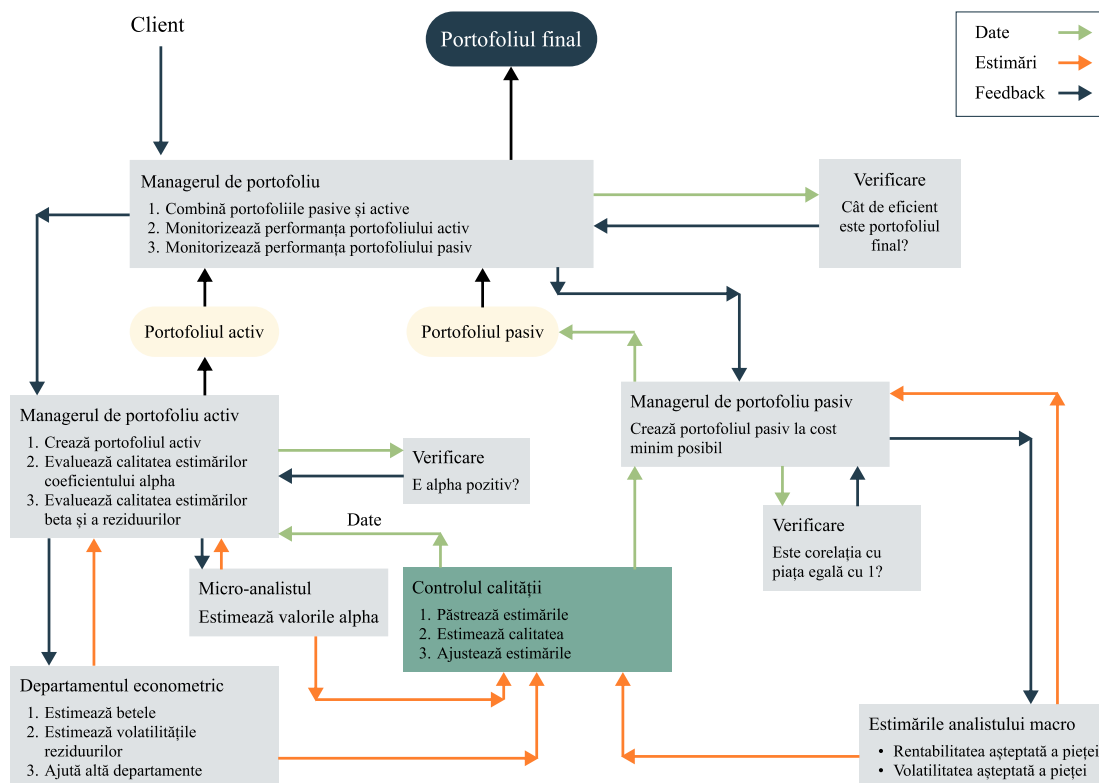 Client
Portofoliul final
Date
Estimări
Feedback
Managerul de portofoliu
1. Combină portofoliile pasive și active
2. Monitorizează performanța portofoliului activ
3. Monitorizează performanța portofoliului pasiv
Verificare
Cât de eficient
este portofoliul
final?
Portofoliul activ
Portofoliul pasiv
Managerul de portofoliu activ
1. Crează portofoliul activ
2. Evaluează calitatea estimărilor
coeficientului alpha
3. Evaluează calitatea estimărilor
beta și a reziduurilor
Verificare
E alpha pozitiv?
Managerul de portofoliu pasiv
Crează portofoliul pasiv la cost
minim posibil
Verificare
Este corelația cu
piața egală cu 1?
Date
Micro-analistul
Estimează valorile alpha
Controlul calității
1. Păstrează estimările
2. Estimează calitatea
3. Ajustează estimările
Departamentul econometric
1. Estimează betele
2. Estimează volatilitățile
reziduurilor
3. Ajută altă departamente
Estimările analistului macro
• Rentabilitatea așteptată a pieței
• Volatilitatea așteptată a pieței